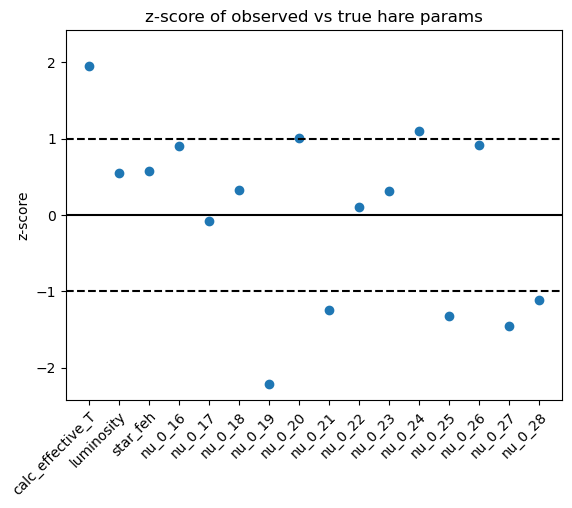 z-score of observed vs true hare params
z-score
2
1
0
−1
−2
calc_effective_T
luminosity
star_feh
nu_0_16
nu_0_17
nu_0_18
nu_0_19
nu_0_20
nu_0_21
nu_0_22
nu_0_23
nu_0_24
nu_0_25
nu_0_26
nu_0_27
nu_0_28